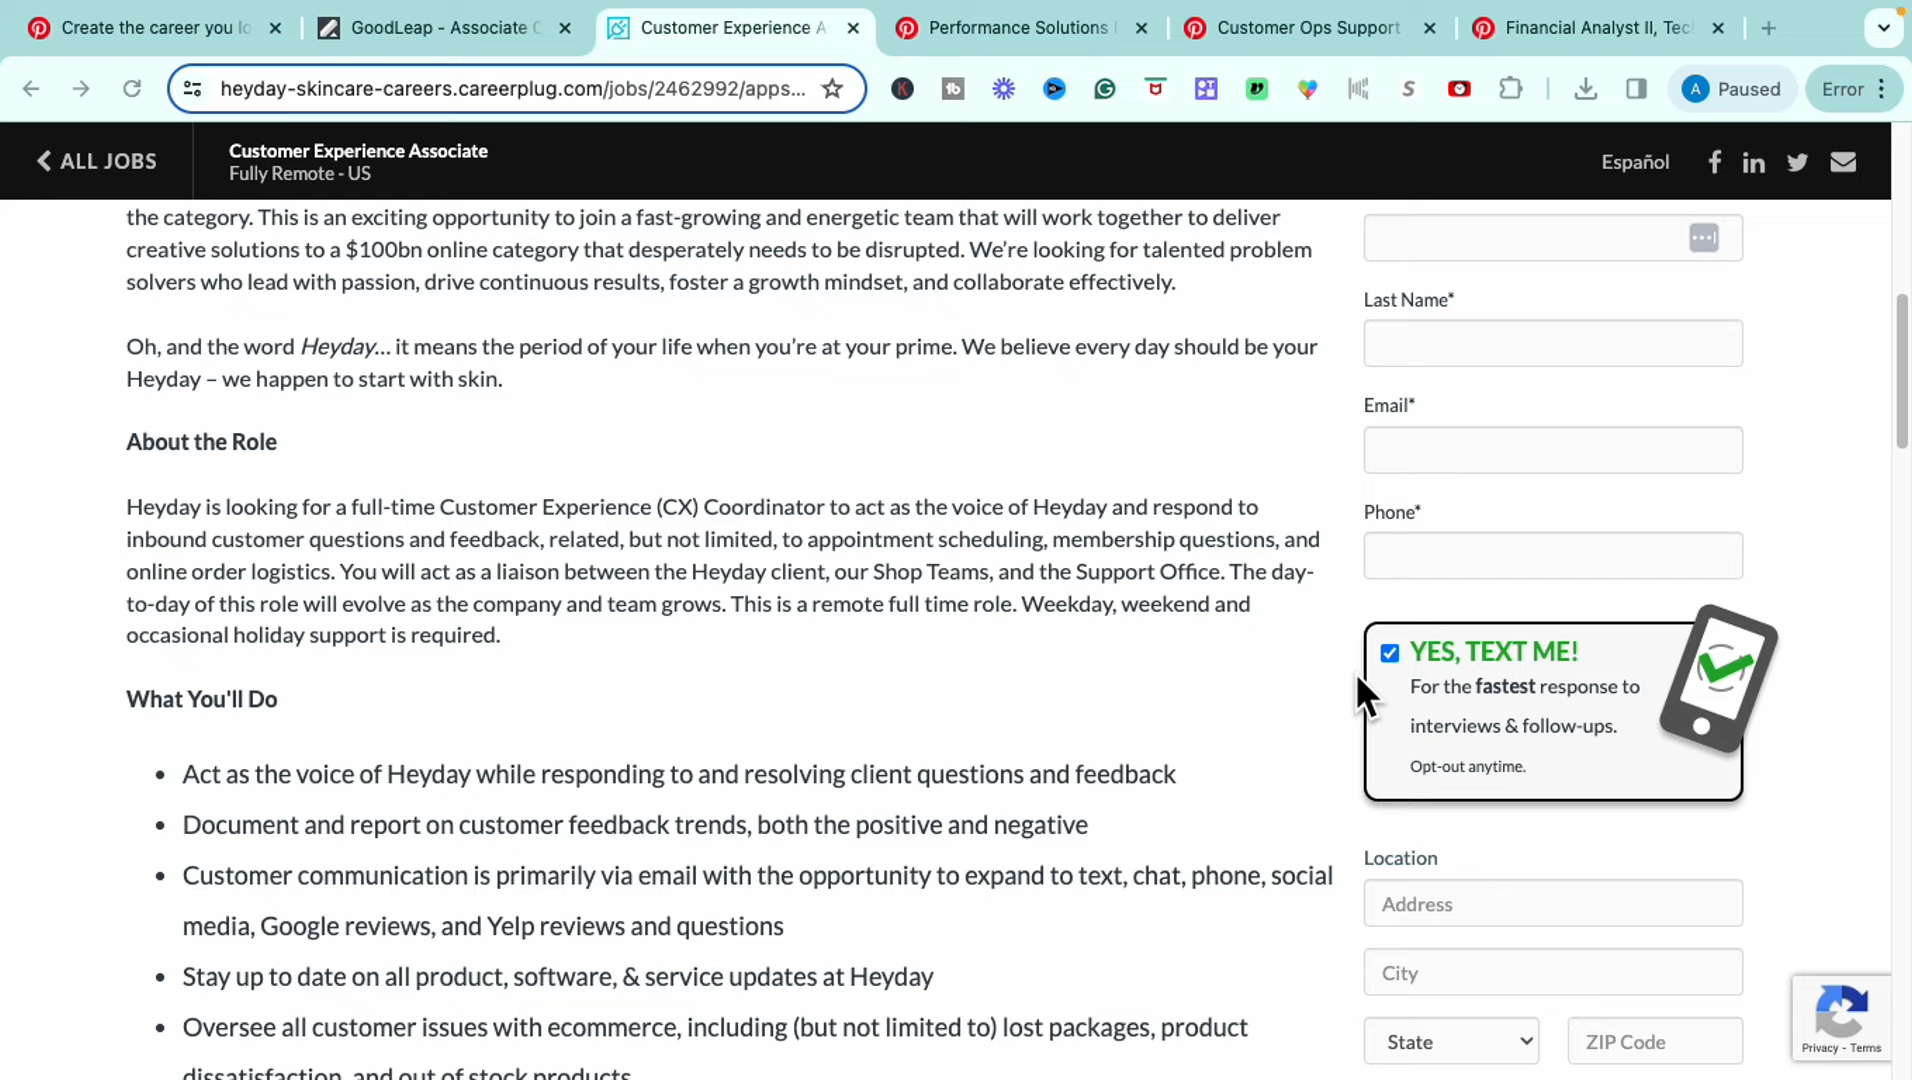 Create the career you lo
GoodLeap - Associate C
Customer Experience A
Performance Solutions
Customer Ops Support
Financial Analyst II, Tec
heyday-skincare-careers.careerplug.com/jobs/2462992/apps...
A Paused
Error
ALL JOBS
Customer Experience Associate
Fully Remote - US
Español
the category. This is an exciting opportunity to join a fast-growing and energetic team that will work together to deliver
creative solutions to a $100bn online category that desperately needs to be disrupted. We're looking for talented problem
solvers who lead with passion, drive continuous results, foster a growth mindset, and collaborate effectively.
Oh, and the word Heyday... it means the period of your life when you're at your prime. We believe every day should be your
Heyday – we happen to start with skin.
About the Role
Heyday is looking for a full-time Customer Experience (CX) Coordinator to act as the voice of Heyday and respond to
inbound customer questions and feedback, related, but not limited, to appointment scheduling, membership questions, and
online order logistics. You will act as a liaison between the Heyday client, our Shop Teams, and the Support Office. The day-
to-day of this role will evolve as the company and team grows. This is a remote full time role. Weekday, weekend and
occasional holiday support is required.
What You'll Do
• Act as the voice of Heyday while responding to and resolving client questions and feedback
• Document and report on customer feedback trends, both the positive and negative
• Customer communication is primarily via email with the opportunity to expand to text, chat, phone, social
media, Google reviews, and Yelp reviews and questions
• Stay up to date on all product, software, & service updates at Heyday
• Oversee all customer issues with ecommerce, including (but not limited to) lost packages, product
dissatisfaction, and out of stock products
Last Name*
Email*
Phone*
YES, TEXT ME!
For the fastest response to
interviews & follow-ups.
Opt-out anytime.
Location
Address
City
State
ZIP Code
Privacy - Terms